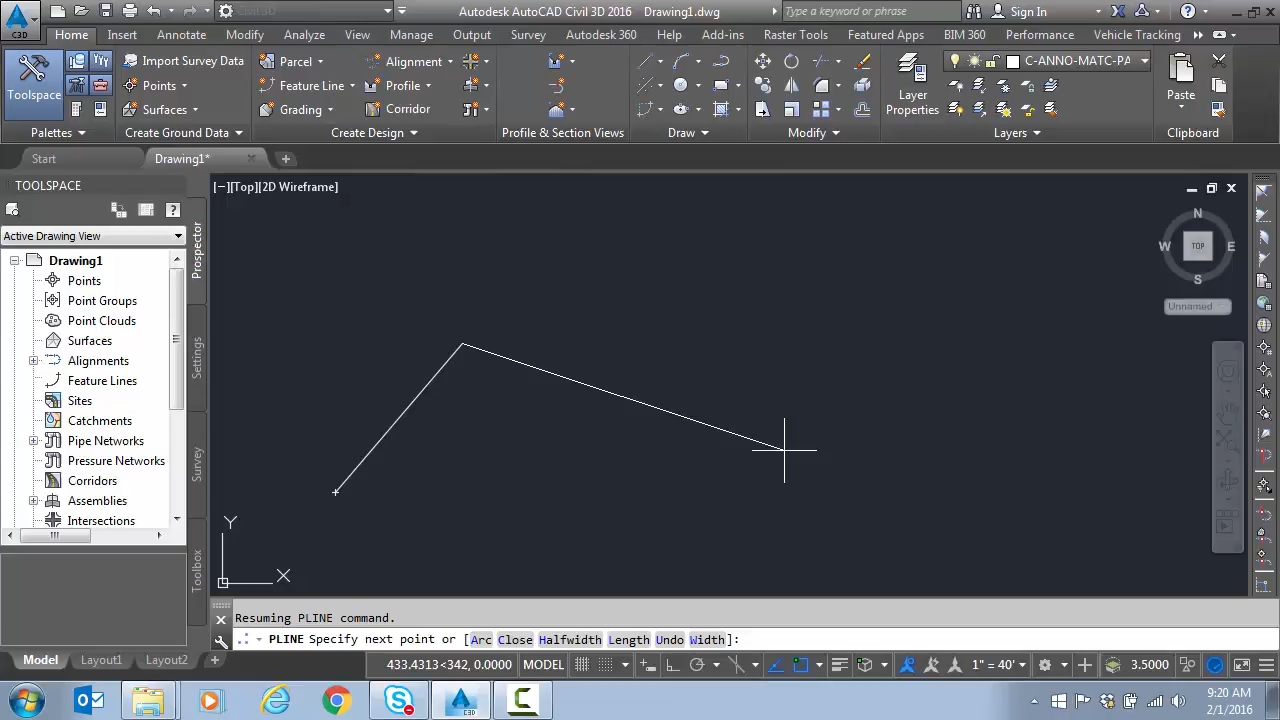 C3D
Civil 3D
Autodesk AutoCAD Civil 3D 2016 Drawing1.dwg
Type a keyword or phrase
Sign In
Home Insert Annotate Modify Analyze View Manage Output Survey Autodesk 360 Help Add-ins Raster Tools Featured Apps BIM 360 Performance Vehicle Tracking
Toolspace
Palettes
Import Survey Data
Points
Surfaces
Create Ground Data
Parcel
Feature Line
Grading
Alignment
Profile
Corridor
Create Design
Profile & Section Views
Draw
Modify
Layer
Properties
C-ANNO-MATC-PA
Layers
Paste
Clipboard
Start
Drawing1*
TOOLSPACE
Active Drawing View
Drawing1
Points
Point Groups
Point Clouds
Surfaces
Alignments
Feature Lines
Sites
Catchments
Pipe Networks
Pressure Networks
Corridors
Assemblies
Intersections
Prospector
Settings
Survey
Toolbox
[−][Top][2D Wireframe]
N
W TOP E
S
Unnamed
Y
X
Resuming PLINE command.
PLINE Specify next point or [Arc Close Halfwidth Length Undo Width]:
Model Layout1 Layout2
433.4313<342, 0.0000 MODEL 1" = 40' 3.5000
C3D
9:20 AM
2/1/2016